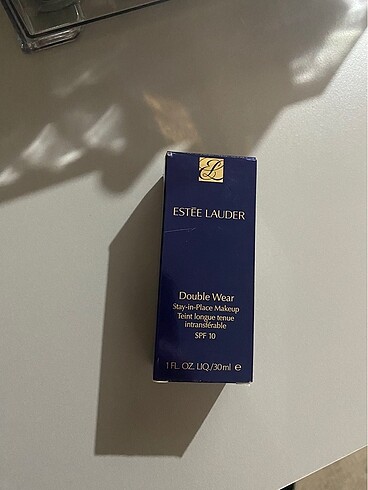 EL
ESTĒE LAUDER
Double Wear
Stay-in-Place Makeup
Teint longue tenue
intransférable
SPF 10
1 FL. OZ. LIQ./30ml ℮